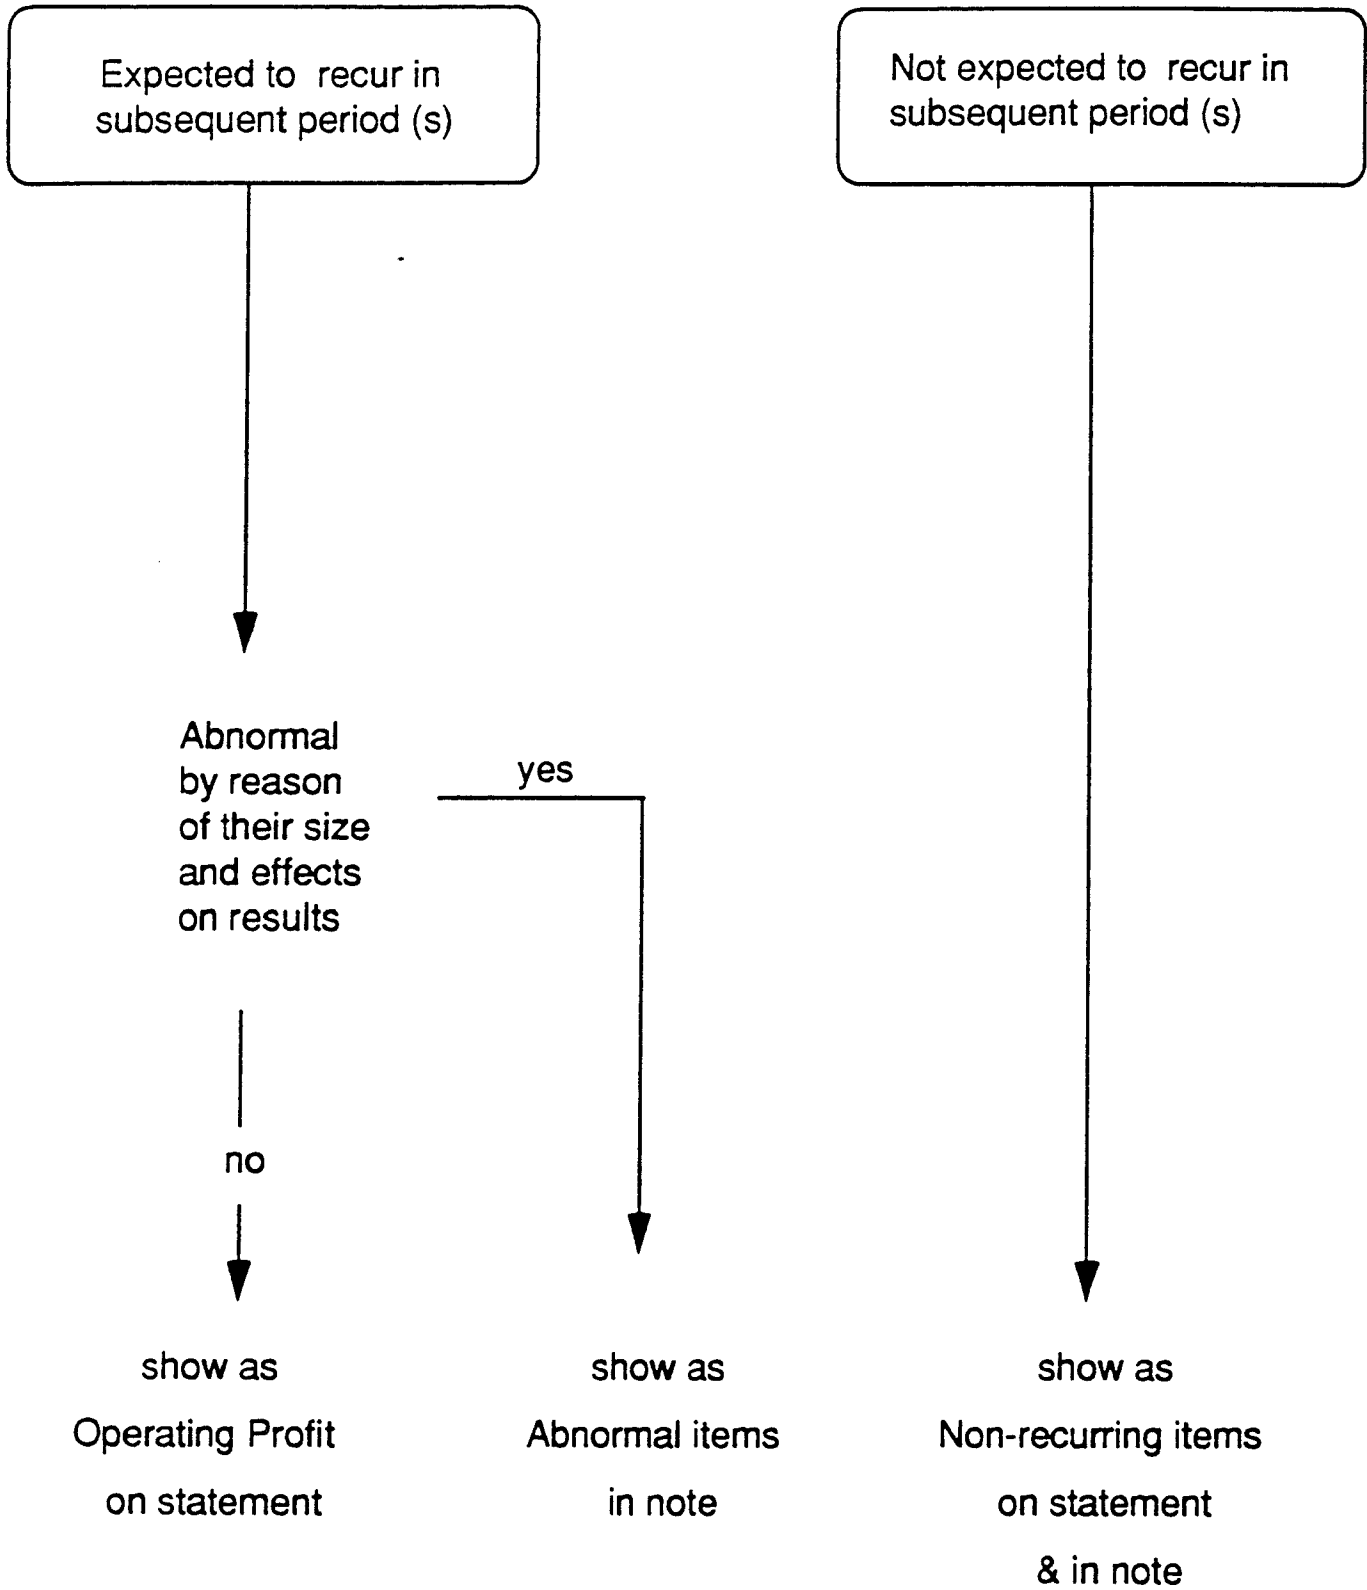 Expected to recur in
subsequent period (s)
Not expected to recur in
subsequent period (s)
Abnormal
by reason
of their size
and effects
on results
yes
no
show as
Operating Profit
on statement
show as
Abnormal items
in note
show as
Non-recurring items
on statement
& in note